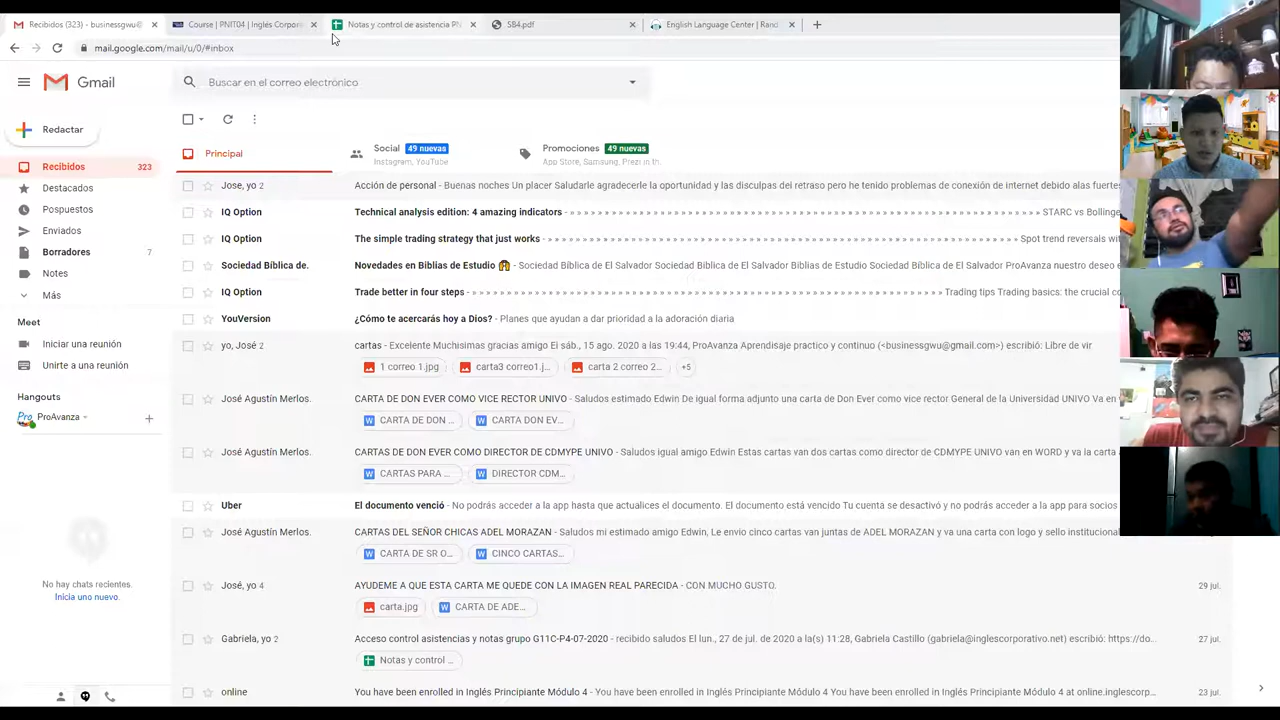 Recibidos (323) - businessgwu@
Course | PNIT04 | Inglés Corpor
Notas y control de asistencia PN
SB4.pdf
English Language Center | Rand
mail.google.com/mail/u/0/#inbox
Gmail
Buscar en el correo electrónico
Redactar
Recibidos 323
Destacados
Pospuestos
Enviados
Borradores 7
Notes
Más
Meet
Iniciar una reunión
Unirte a una reunión
Hangouts
ProAvanza
No hay chats recientes.
Inicia uno nuevo.
Principal
Social 49 nuevas
Instagram, YouTube
Promociones 49 nuevas
App Store, Samsung, Prezi in th.
Jose, yo 2 Acción de personal - Buenas noches Un placer Saludarle agradecerle la oportunidad y las disculpas del retraso pero he tenido problemas de conexión de internet debido alas fuertes
IQ Option Technical analysis edition: 4 amazing indicators - » » » » » » » » » » » » » » » » » » » » » » » » » » » » » » » » » » » » » » » » » » » » » » » » » » STARC vs Bollinge
IQ Option The simple trading strategy that just works - » » » » » » » » » » » » » » » » » » » » » » » » » » » » » » » » » » » » » » » » » » » » » » » » » » Spot trend reversals wit
Sociedad Bíblica de. Novedades en Biblias de Estudio - Sociedad Bíblica de El Salvador Sociedad Bíblica de El Salvador Biblias de Estudio Sociedad Bíblica de El Salvador ProAvanza nuestro deseo e
IQ Option Trade better in four steps - » » » » » » » » » » » » » » » » » » » » » » » » » » » » » » » » » » » » » » » » » » » » » » » » » » Trading tips Trading basics: the crucial co
YouVersion ¿Cómo te acercarás hoy a Dios? - Planes que ayudan a dar prioridad a la adoración diaria
yo, José 2 cartas - Excelente Muchisimas gracias amigo El sáb., 15 ago. 2020 a las 19:44, ProAvanza Aprendisaje practico y continuo (<businessgwu@gmail.com>) escribió: Libre de vir
1 correo 1.jpg carta3 correo1.j... carta 2 correo 2... +5
José Agustín Merlos. CARTA DE DON EVER COMO VICE RECTOR UNIVO - Saludos estimado Edwin De igual forma adjunto una carta de Don Ever como vice rector General de la Universidad UNIVO Va en
CARTA DE DON ... CARTA DON EV...
José Agustín Merlos. CARTAS DE DON EVER COMO DIRECTOR DE CDMYPE UNIVO - Saludos igual amigo Edwin Estas cartas van dos cartas como director de CDMYPE UNIVO van en WORD y va la carta
CARTAS PARA ... DIRECTOR CDM...
Uber El documento venció - No podrás acceder a la app hasta que actualices el documento. El documento está vencido Tu cuenta se desactivó y no podrás acceder a la app para socios
José Agustín Merlos. CARTAS DEL SEÑOR CHICAS ADEL MORAZAN - Saludos mi estimado amigo Edwin, Le envio cinco cartas van juntas de ADEL MORAZAN y va una carta con logo y sello institucional
CARTA DE SR O... CINCO CARTAS...
José, yo 4 AYUDEME A QUE ESTA CARTA ME QUEDE CON LA IMAGEN REAL PARECIDA - CON MUCHO GUSTO. 29 jul.
carta.jpg CARTA DE ADE...
Gabriela, yo 2 Acceso control asistencias y notas grupo G11C-P4-07-2020 - recibido saludos El lun., 27 de jul. de 2020 a la(s) 11:28, Gabriela Castillo (gabriela@inglescorporativo.net) escribió: https://do... 27 jul.
Notas y control ...
online You have been enrolled in Inglés Principiante Módulo 4 - You have been enrolled in Inglés Principiante Módulo 4 You have been enrolled in Inglés Principiante Módulo 4 at online.inglescorp... 23 jul.